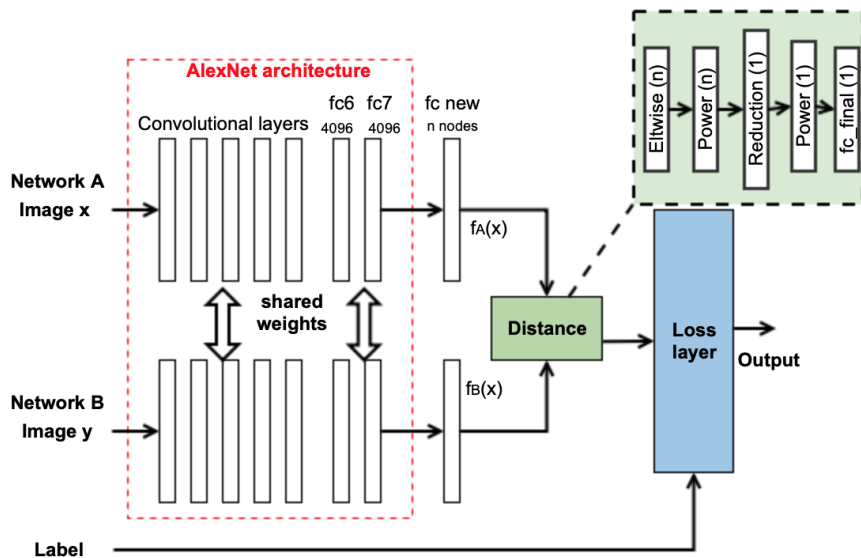 AlexNet architecture
fc6 fc7 fc new
Convolutional layers 4096 4096 n nodes
Eltwise (n)
Power (n)
Reduction (1)
Power (1)
fc_final (1)
Network A
Image x
fA(x)
shared
weights
Distance
Loss
layer
Output
fB(x)
Network B
Image y
Label